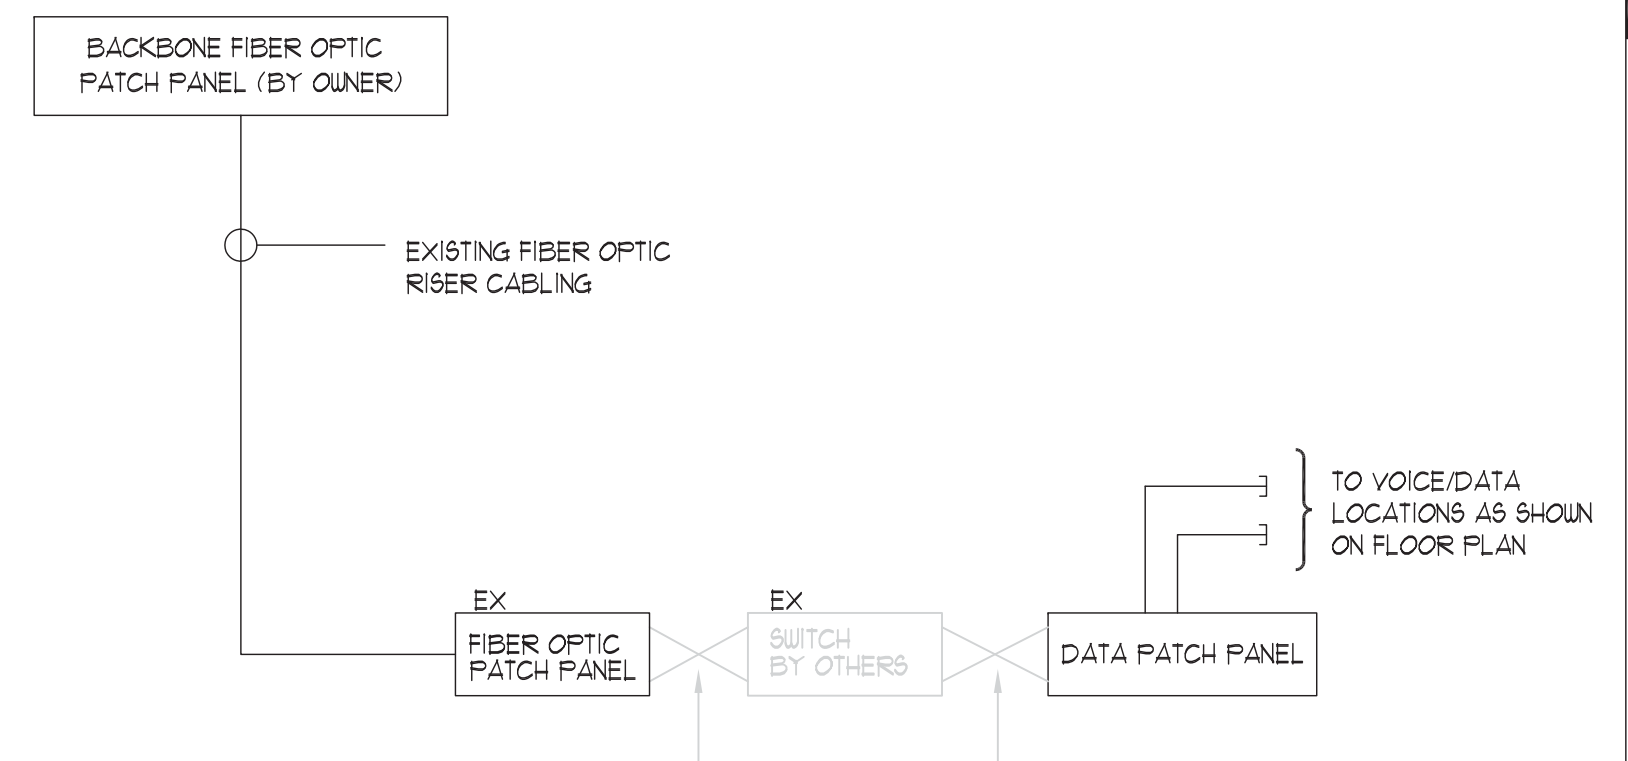 BACKBONE FIBER OPTIC
PATCH PANEL (BY OWNER)
EXISTING FIBER OPTIC
RISER CABLING
TO VOICE/DATA
LOCATIONS AS SHOWN
ON FLOOR PLAN
EX
FIBER OPTIC
PATCH PANEL
EX
SWITCH
BY OTHERS
DATA PATCH PANEL